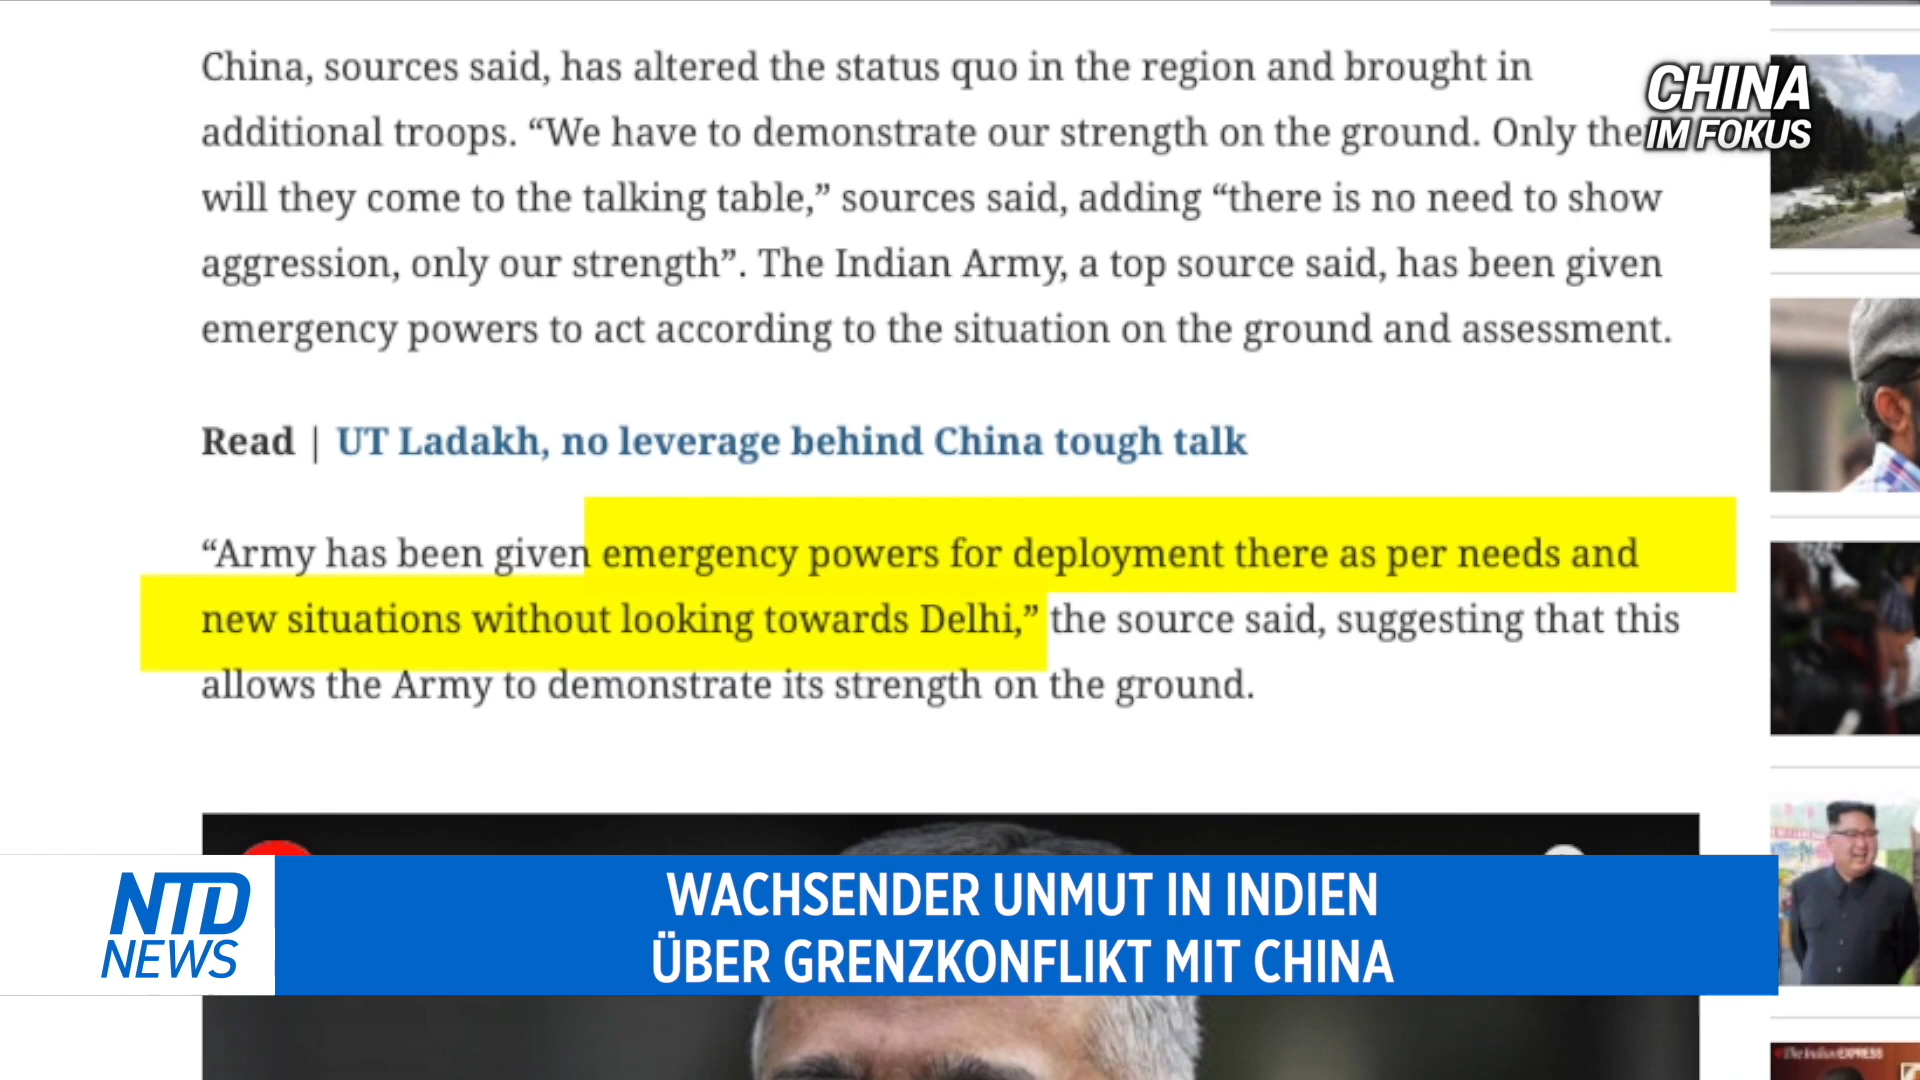 China, sources said, has altered the status quo in the region and brought in
additional troops. “We have to demonstrate our strength on the ground. Only the
will they come to the talking table,” sources said, adding “there is no need to show
aggression, only our strength”. The Indian Army, a top source said, has been given
emergency powers to act according to the situation on the ground and assessment.
CHINA
IM FOKUS
Read | UT Ladakh, no leverage behind China tough talk
“Army has been given emergency powers for deployment there as per needs and
new situations without looking towards Delhi,” the source said, suggesting that this
allows the Army to demonstrate its strength on the ground.
NTD
NEWS
WACHSENDER UNMUT IN INDIEN
ÜBER GRENZKONFLIKT MIT CHINA
The Indian EXPRESS